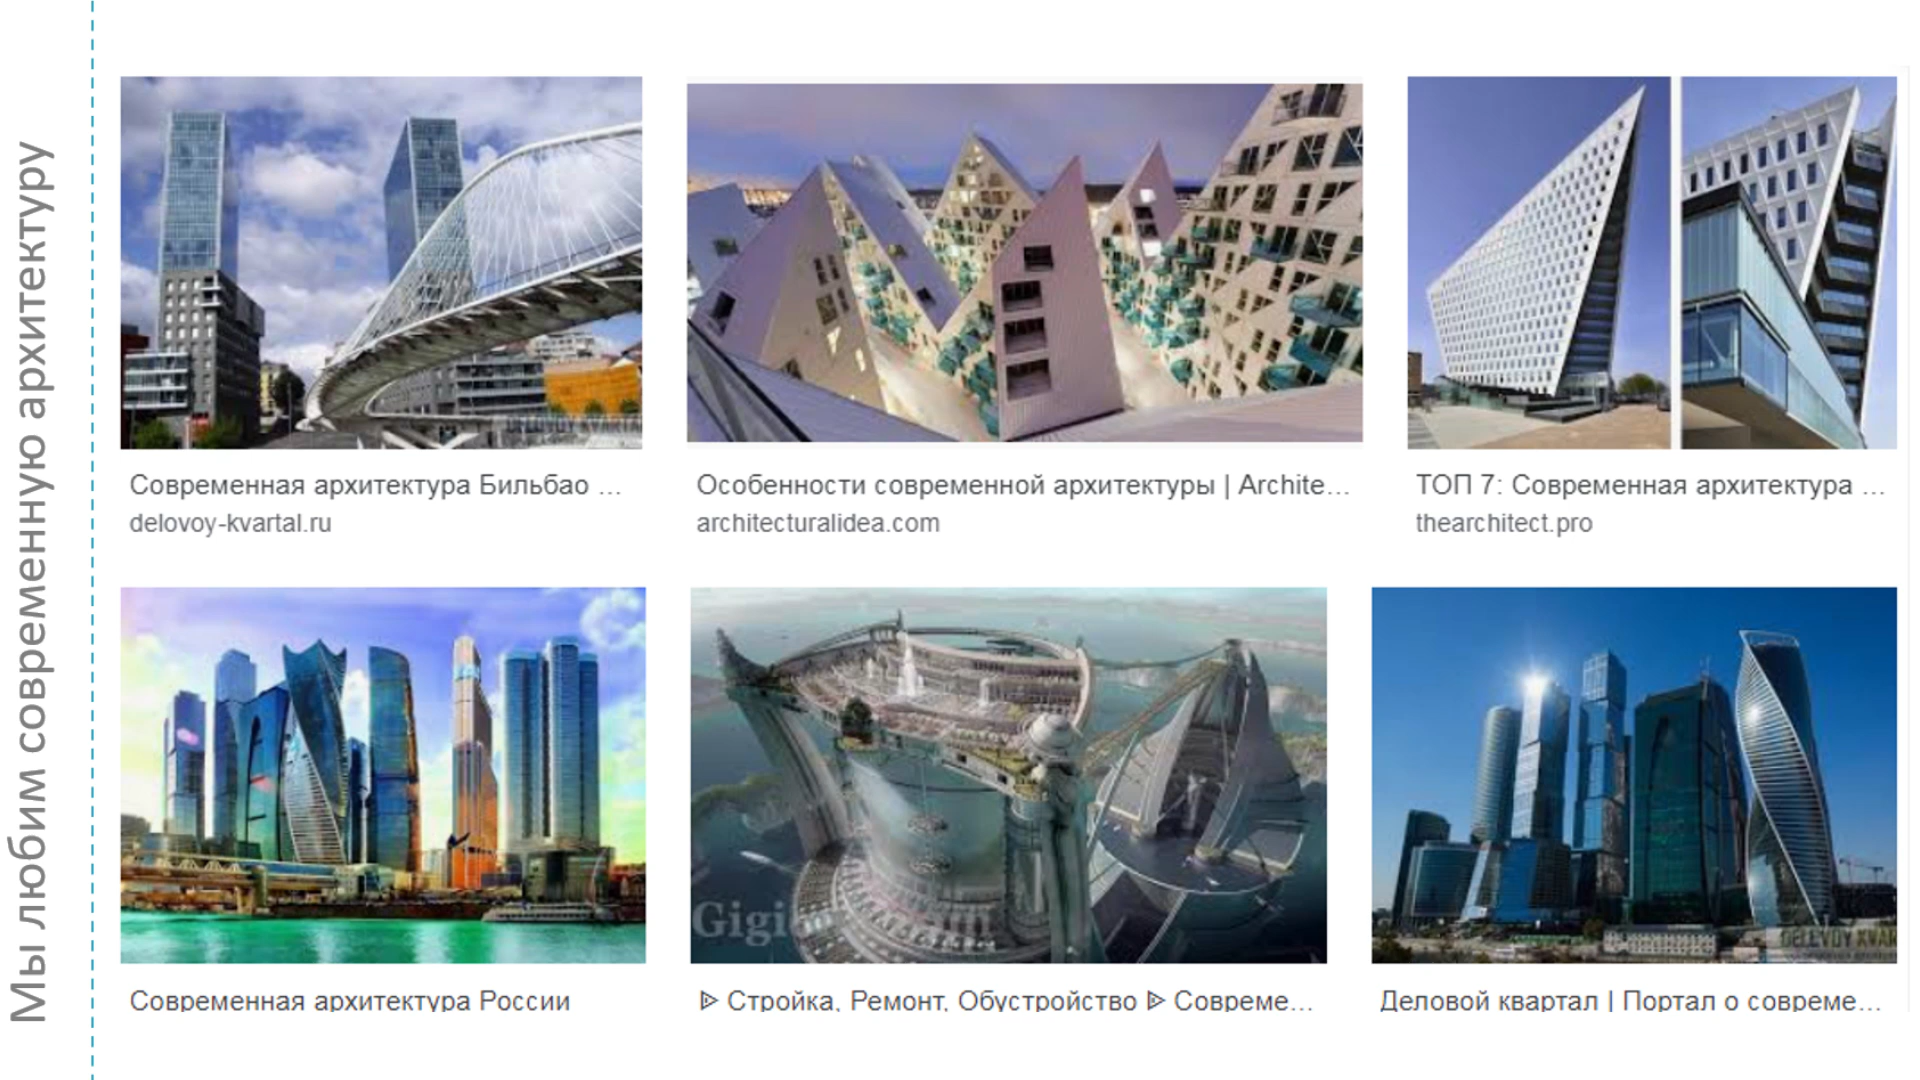 Мы любим современную архитектуру
Современная архитектура Бильбао ...
delovoy-kvartal.ru
Особенности современной архитектуры | Archite...
architecturalidea.com
ТОП 7: Современная архитектура ...
thearchitect.pro
Современная архитектура России
ᐅ Стройка, Ремонт, Обустройство ᐅ Совреме...
Деловой квартал | Портал о совреме...